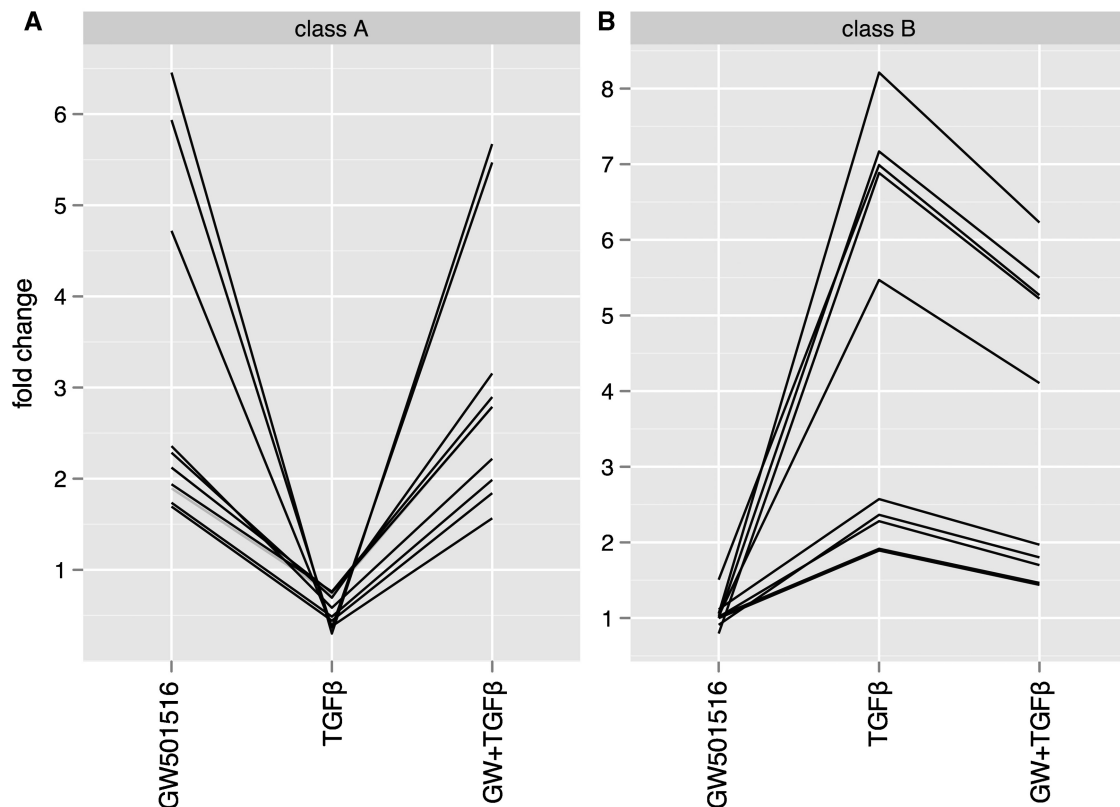 A
class A
fold change
6
5
4
3
2
1
GW501516
TGFβ
GW+TGFβ
B
class B
8
7
6
5
4
3
2
1
GW501516
TGFβ
GW+TGFβ